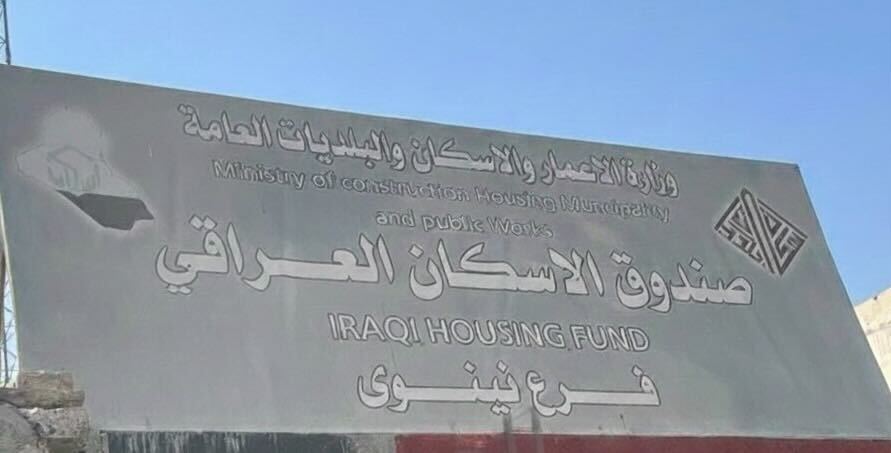 وزارة الاعمار والاسكان والبلديات العامة
Ministry of construction Housing Municipality
and public Works
صندوق الاسكان العراقي
IRAQI HOUSING FUND
فرع نينوى